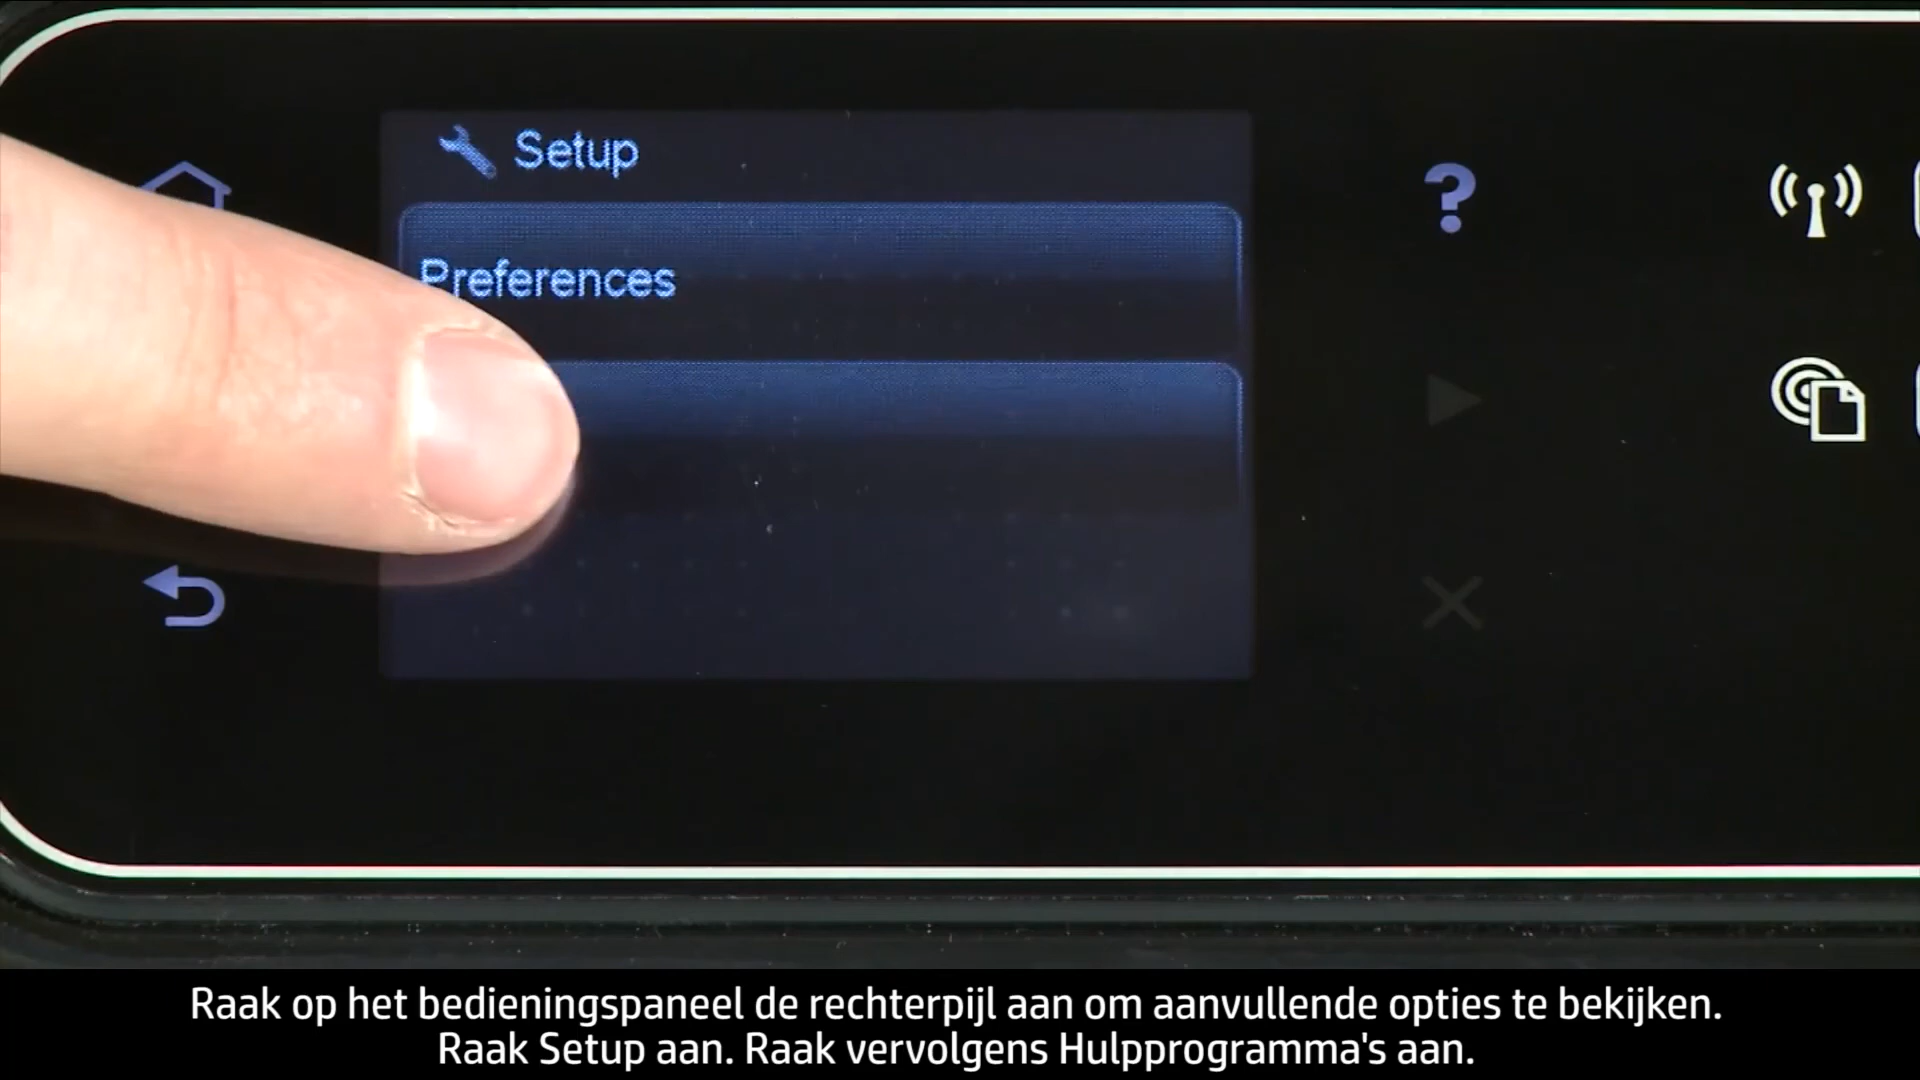 Setup
Preferences
Raak op het bedieningspaneel de rechterpijl aan om aanvullende opties te bekijken.
Raak Setup aan. Raak vervolgens Hulpprogramma's aan.